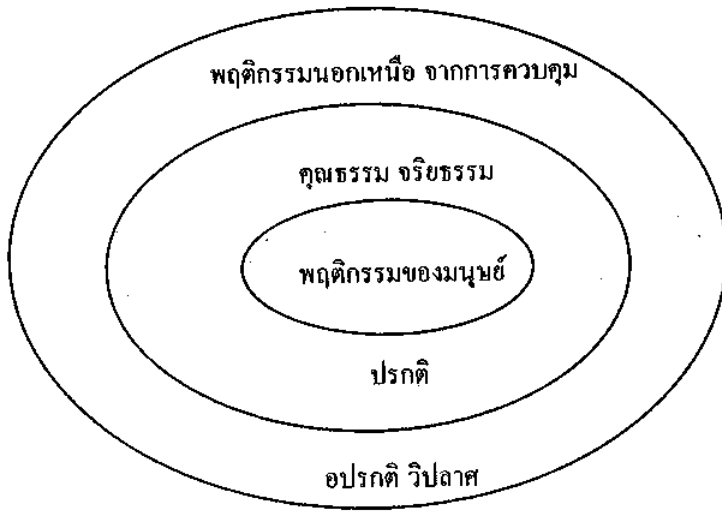 พฤติกรรมนอกเหนือ จากการควบคุม
คุณธรรม จริยธรรม
พฤติกรรมของมนุษย์
ปรกติ
อปรกติ วิปลาศ